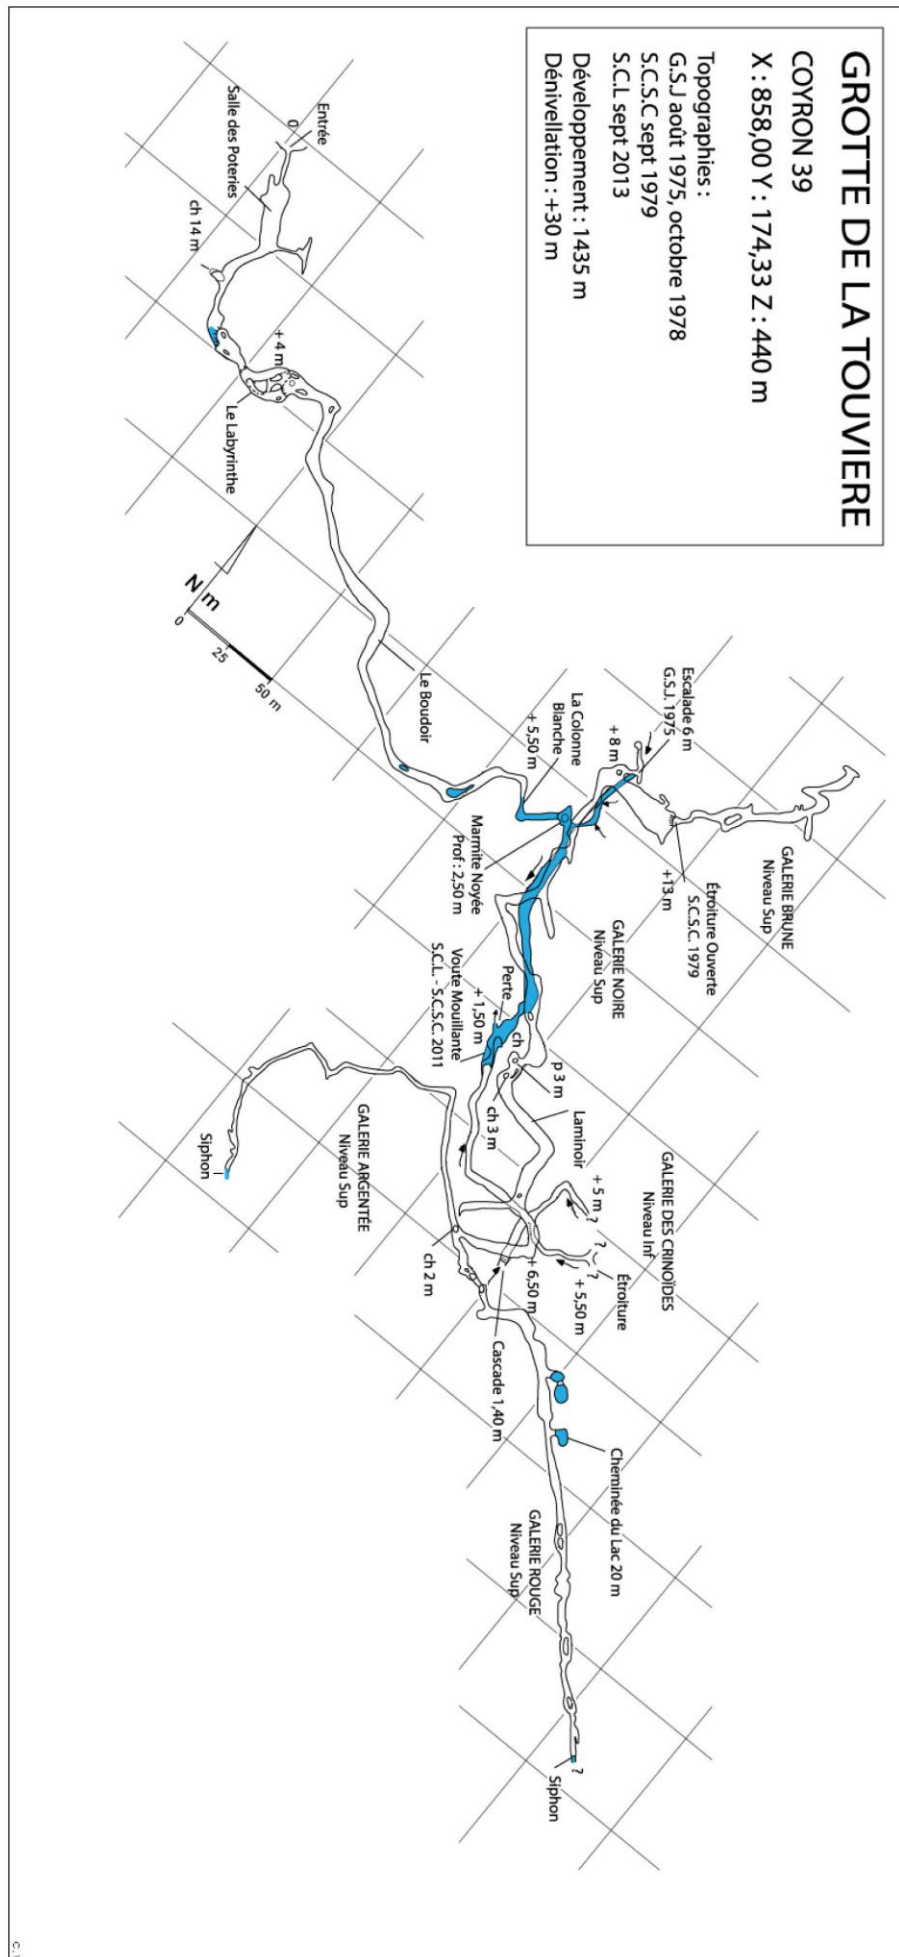 GROTTE DE LA TOUVIERE
COYRON 39
X : 858,00 Y : 174,33 Z : 440 m
Topographies :
G.S.J août 1975, octobre 1978
S.C.S.C sept 1979
S.C.L sept 2013
Développement : 1435 m
Dénivellation : +30 m
Entrée
0
Salle des Poteries
ch 14 m
+ 4 m
Le Labyrinthe
N m
0
25
50 m
Le Boudoir
La Colonne
Blanche
+ 5,50 m
Escalade 6 m
G.S.J. 1975
+ 8 m
Marmite Noyée
Prof : 2,50 m
+13 m
Étroiture Ouverte
S.C.S.C. 1979
GALERIE BRUNE
Niveau Sup
GALERIE NOIRE
Niveau Sup
Perte
+ 1,50 m
Voute Mouillante
S.C.L. - S.C.S.C. 2011
ch
p 3 m
ch 3 m
Laminoir
GALERIE DES CRINOÏDES
Niveau Inf
+ 5 m
?
?
?
Étroiture
+ 5,50 m
+ 6,50 m
Cascade 1,40 m
ch 2 m
GALERIE ARGENTÉE
Niveau Sup
Siphon
Cheminée du Lac 20 m
GALERIE ROUGE
Niveau Sup
?
Siphon